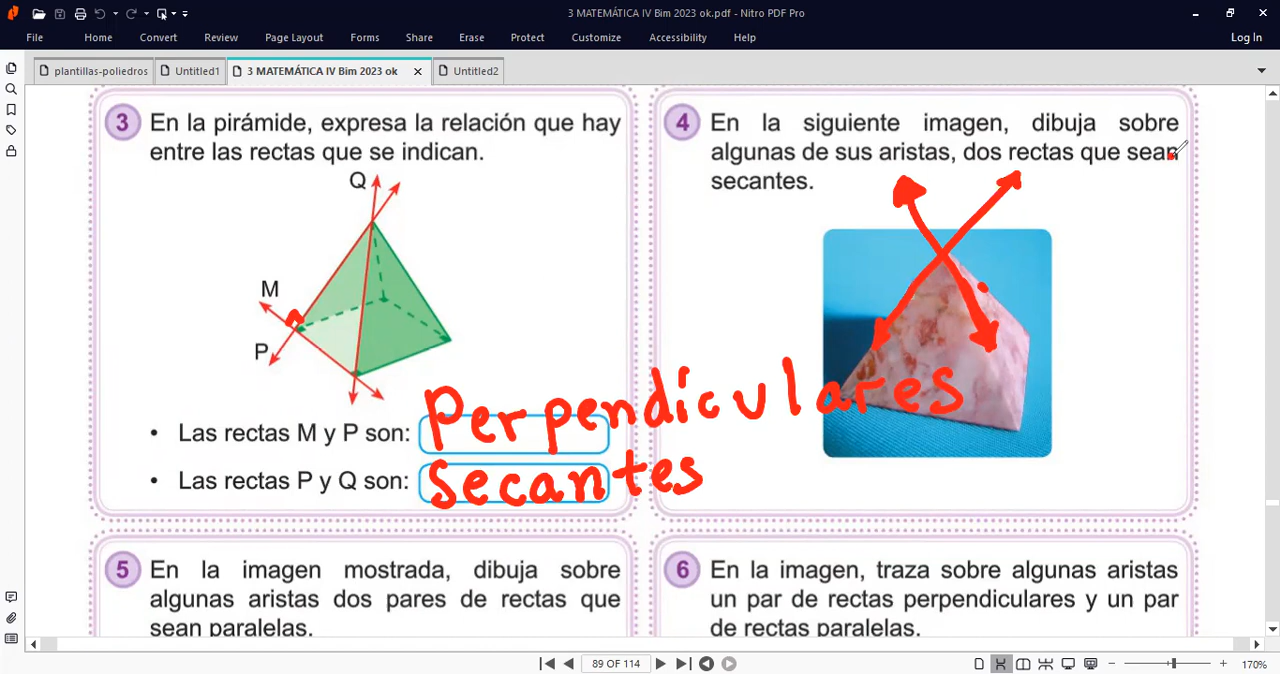 3 MATEMÁTICA IV Bim 2023 ok.pdf - Nitro PDF Pro
File Home Convert Review Page Layout Forms Share Erase Protect Customize Accessibility Help Log In
plantillas-poliedros Untitled1 3 MATEMÁTICA IV Bim 2023 ok Untitled2
3 En la pirámide, expresa la relación que hay
entre las rectas que se indican.
Q
M
P
• Las rectas M y P son: Perpendiculares
• Las rectas P y Q son: Secantes
4 En la siguiente imagen, dibuja sobre
algunas de sus aristas, dos rectas que sean
secantes.
5 En la imagen mostrada, dibuja sobre
algunas aristas dos pares de rectas que
sean paralelas.
6 En la imagen, traza sobre algunas aristas
un par de rectas perpendiculares y un par
de rectas paralelas.
89 OF 114
170%